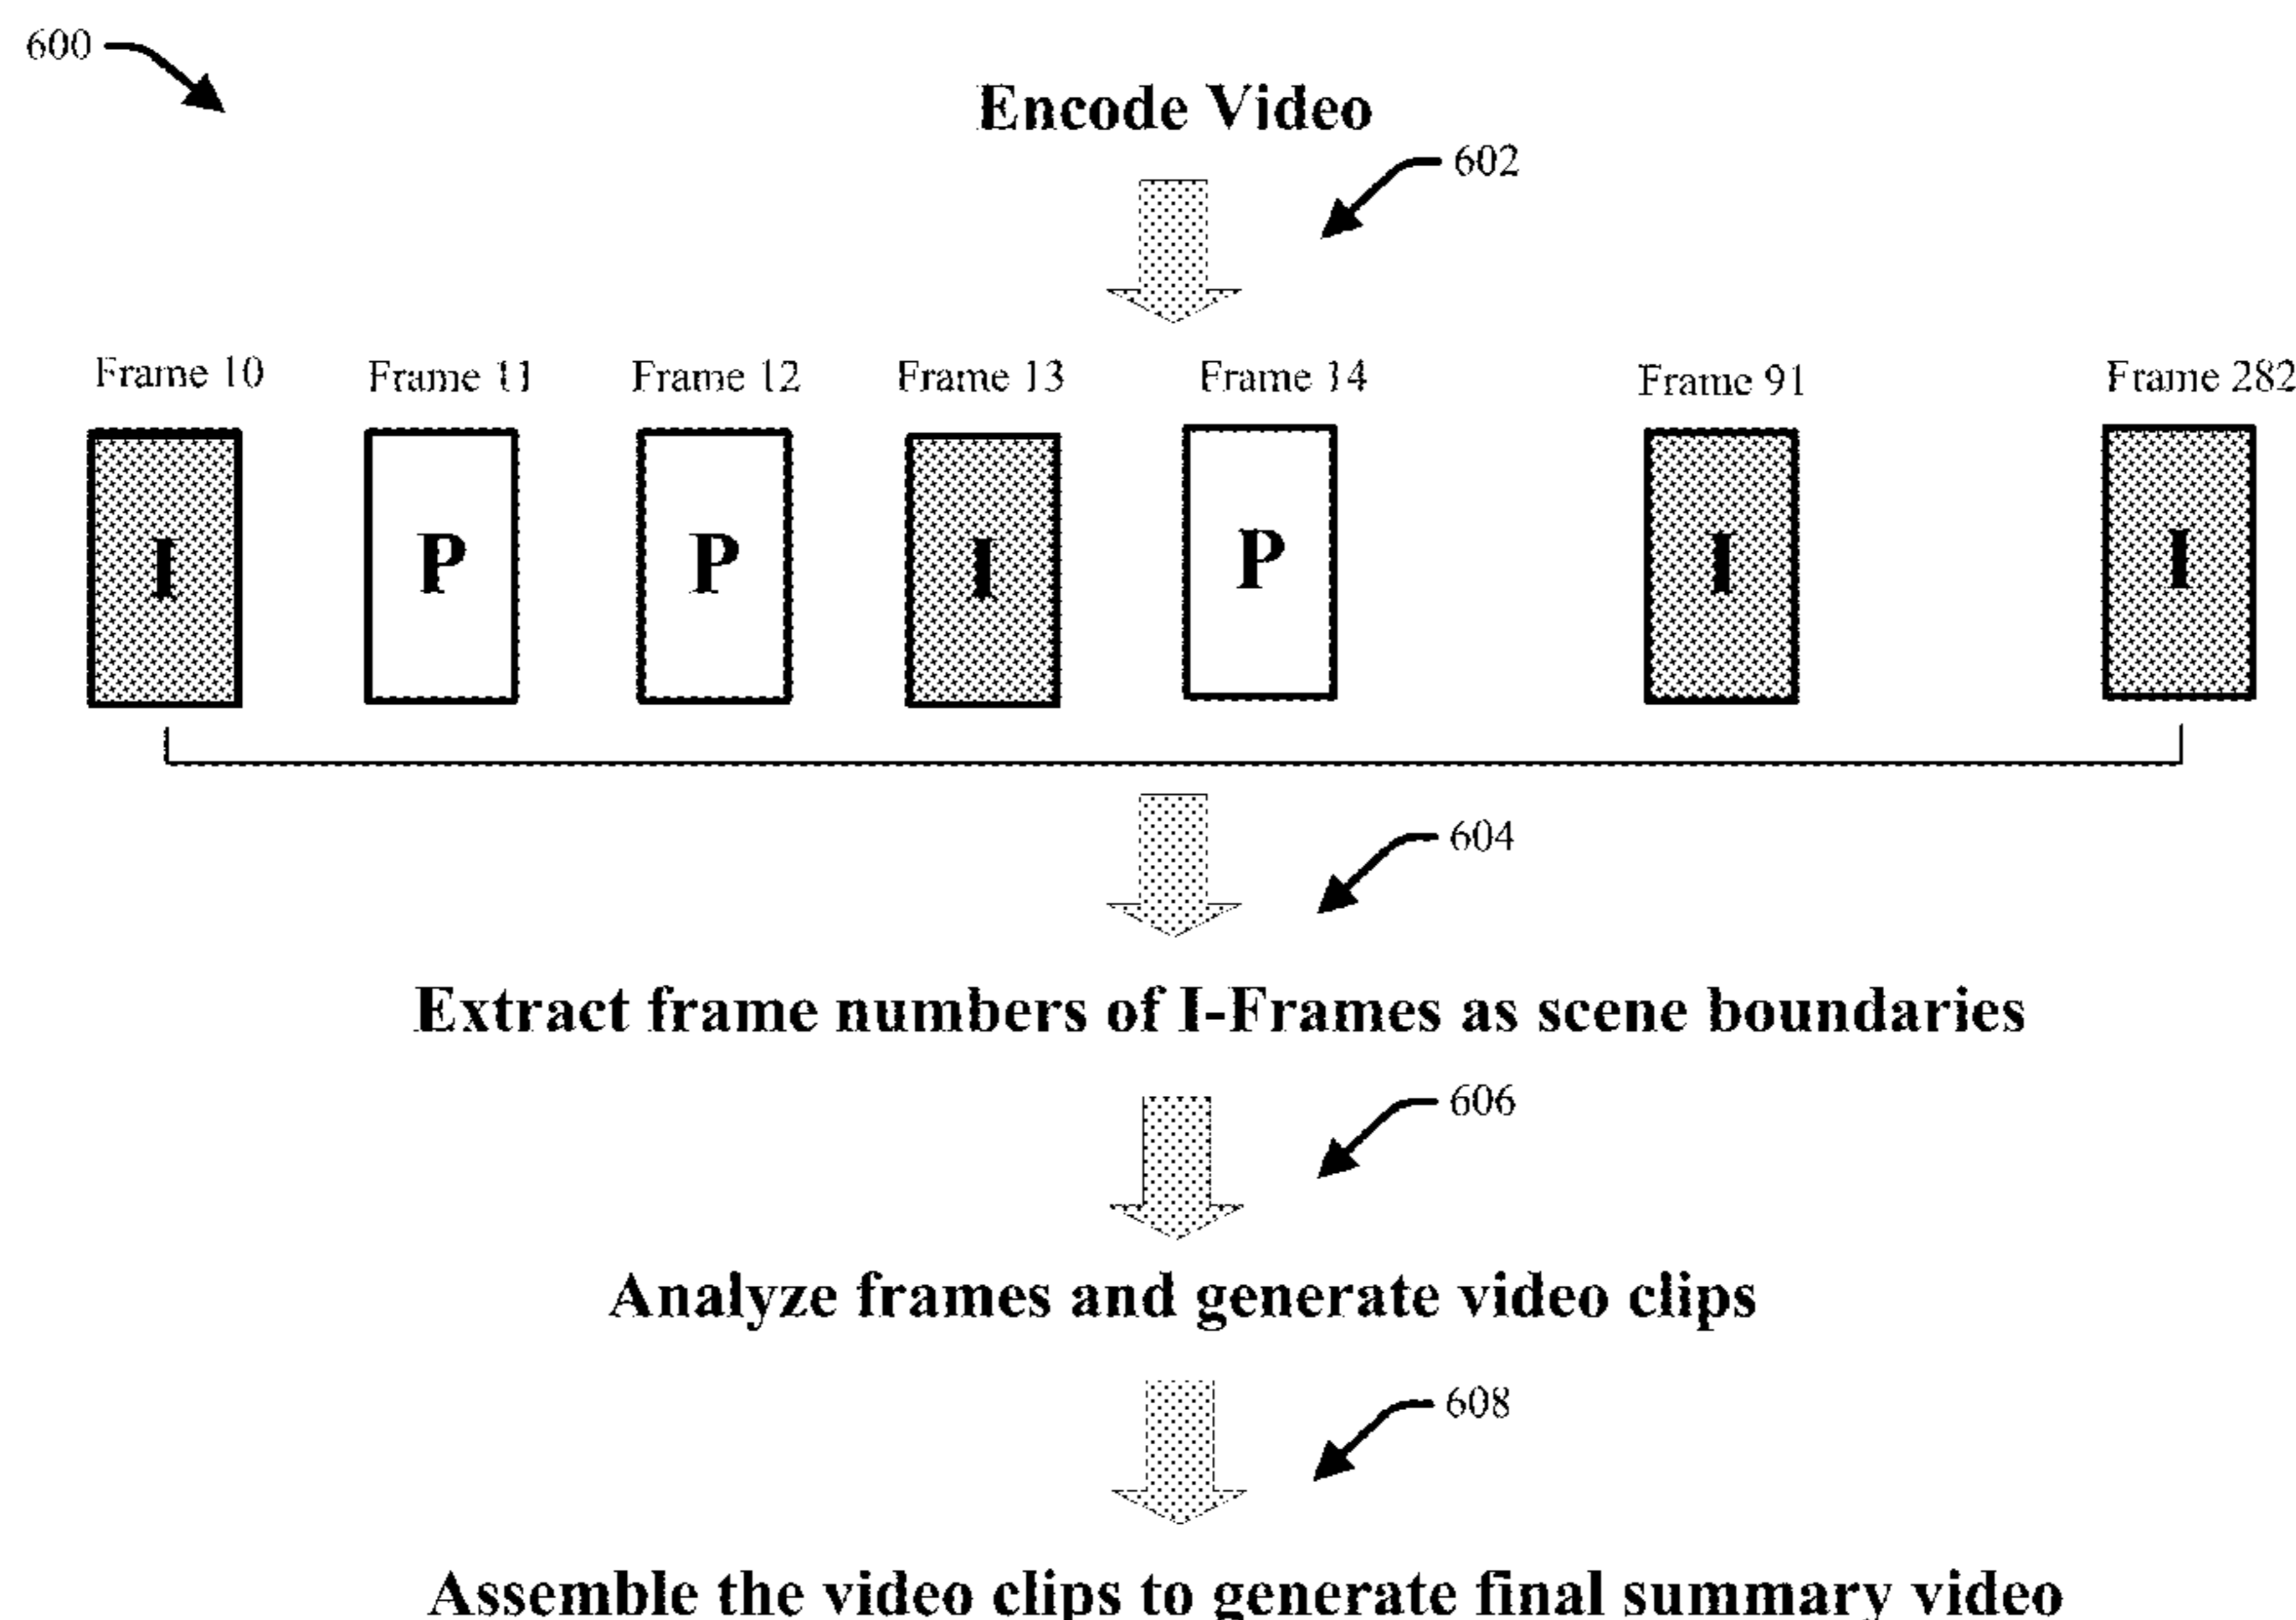 600
Encode Video
602
Frame 10 Frame 11 Frame 12 Frame 13 Frame 14 Frame 91 Frame 282
I P P I P I I
604
Extract frame numbers of I-Frames as scene boundaries
606
Analyze frames and generate video clips
608
Assemble the video clips to generate final summary video